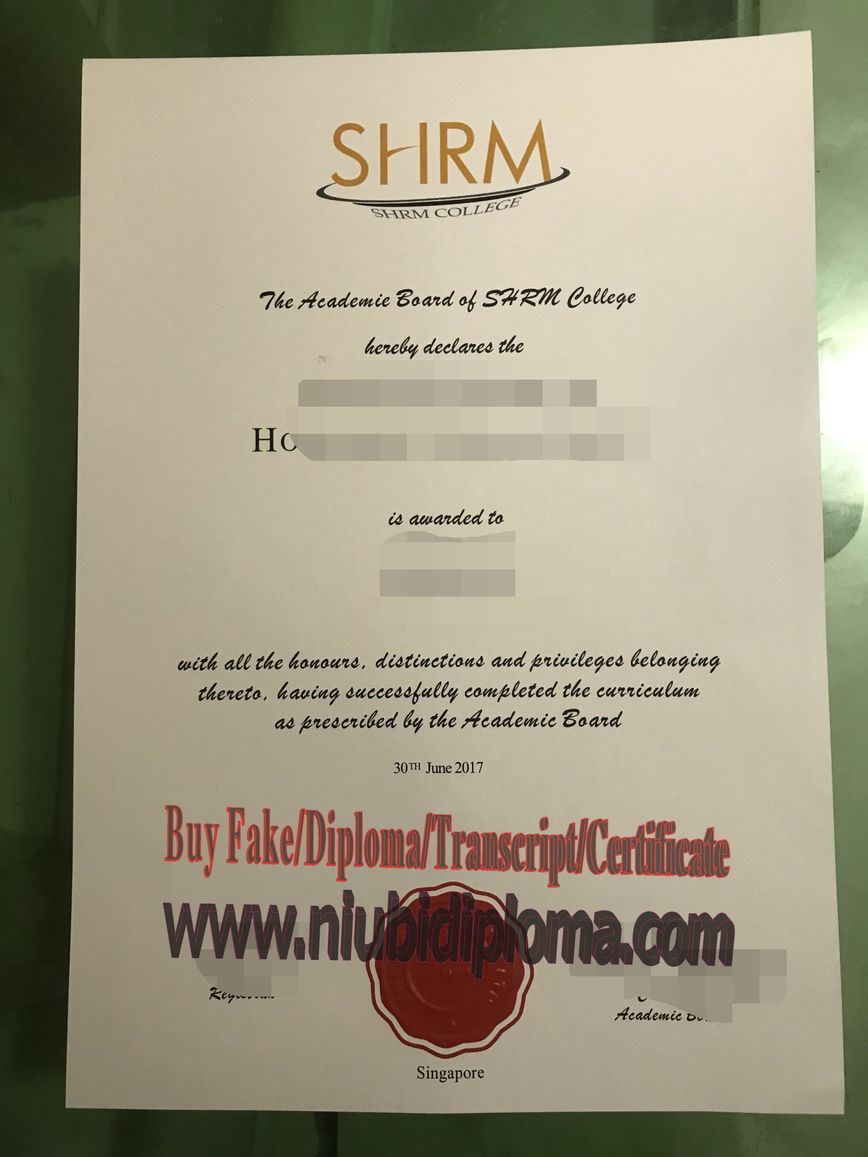 SHRM
SHRM COLLEGE
The Academic Board of SHRM College
hereby declares the
is awarded to
with all the honours, distinctions and privileges belonging
thereto, having successfully completed the curriculum
as prescribed by the Academic Board
30TH June 2017
Buy Fake/Diploma/Transcript/Certificate
www.niubidiploma.com
Academic
Singapore